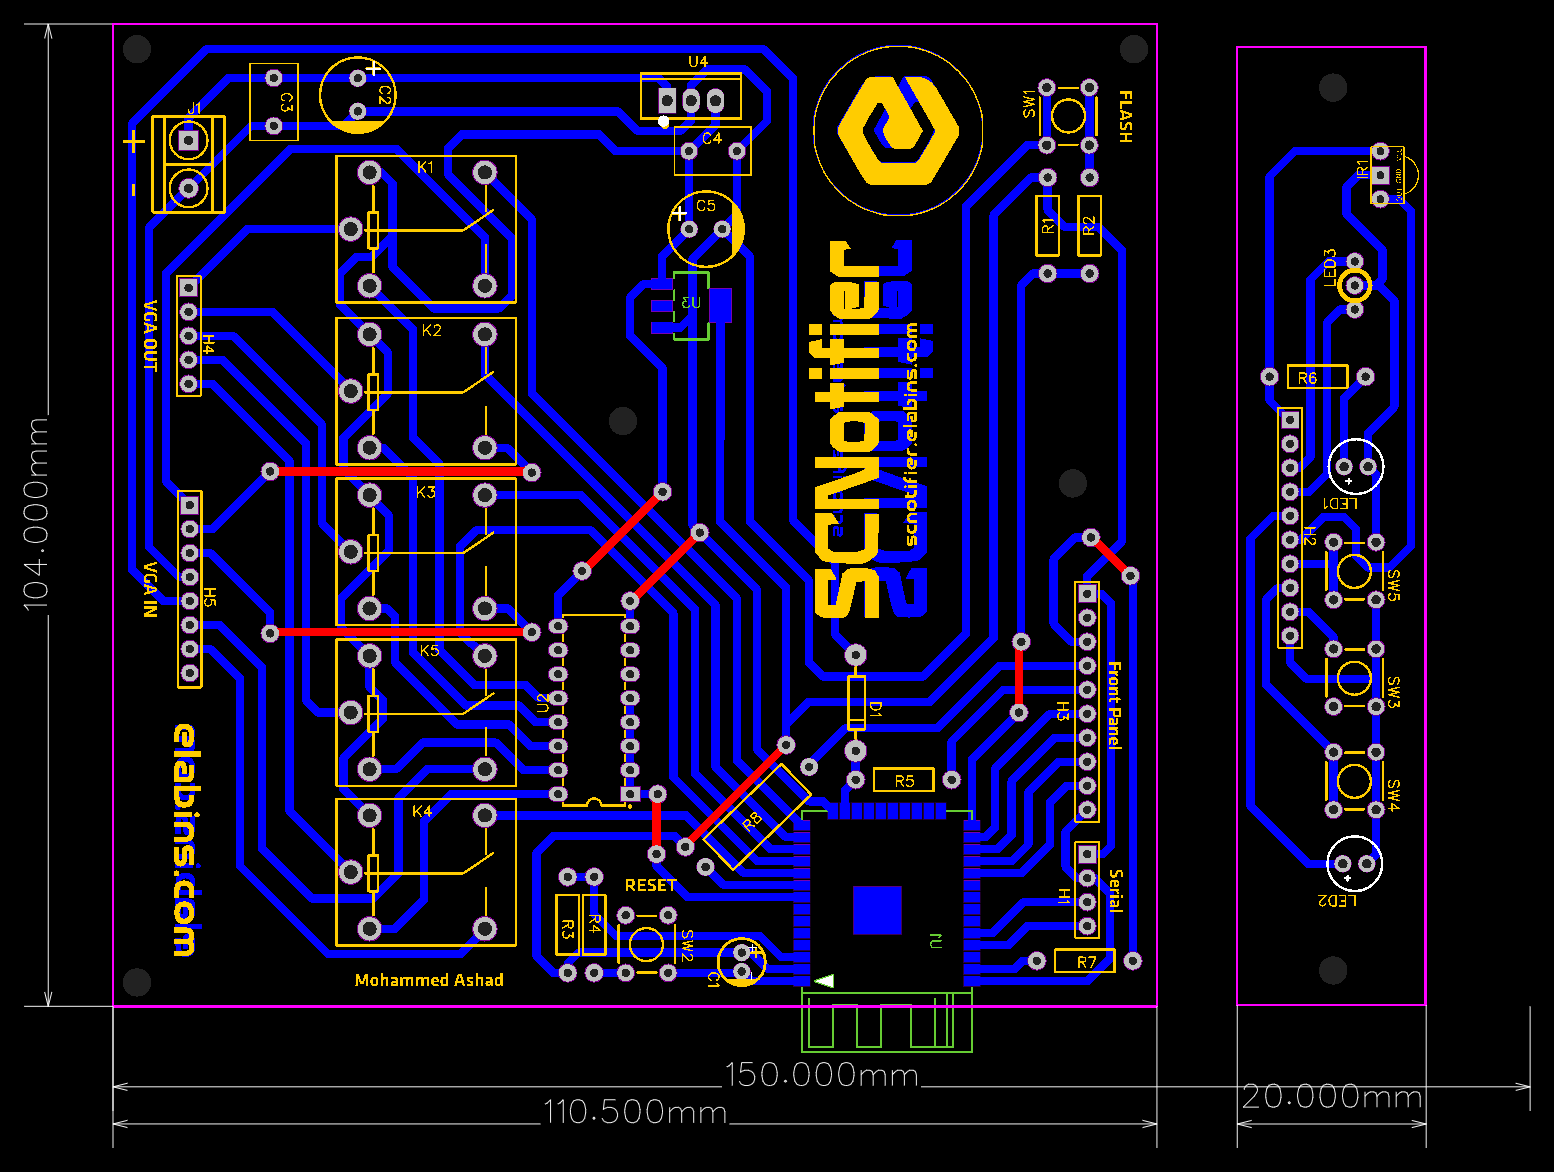 U4
J1
C3
C2
C4
C5
+
-
K1
K2
K3
K5
K4
U3
SW1
FLASH
R1
R2
VGA OUT
H4
VGA IN
H5
SCNotifier
scnotifier.elabins.com
elabins.com
U2
D1
R5
R8
H3
Front Panel
H1
Serial
RESET
R3
R4
SW2
C1
U1
R7
Mohammed Ashad
IR1
LED3
R6
LED1
H2
SW5
SW3
SW4
LED2
104.000mm
150.000mm
110.500mm
20.000mm